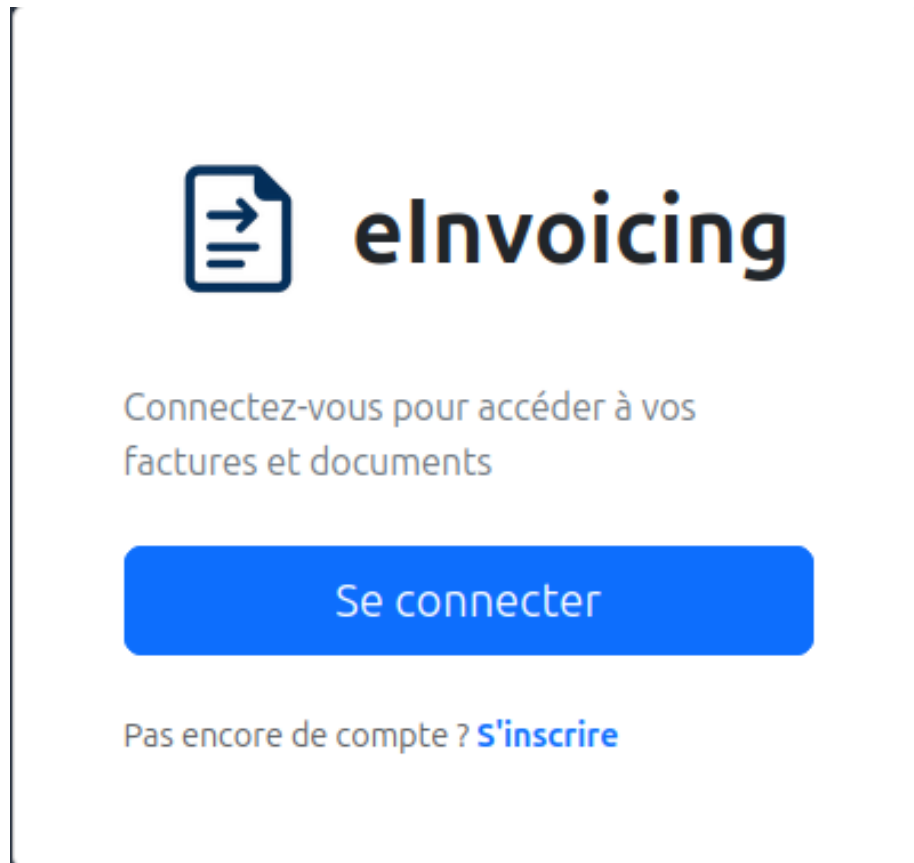 eInvoicing
Connectez-vous pour accéder à vos
factures et documents
Se connecter
Pas encore de compte ? S'inscrire